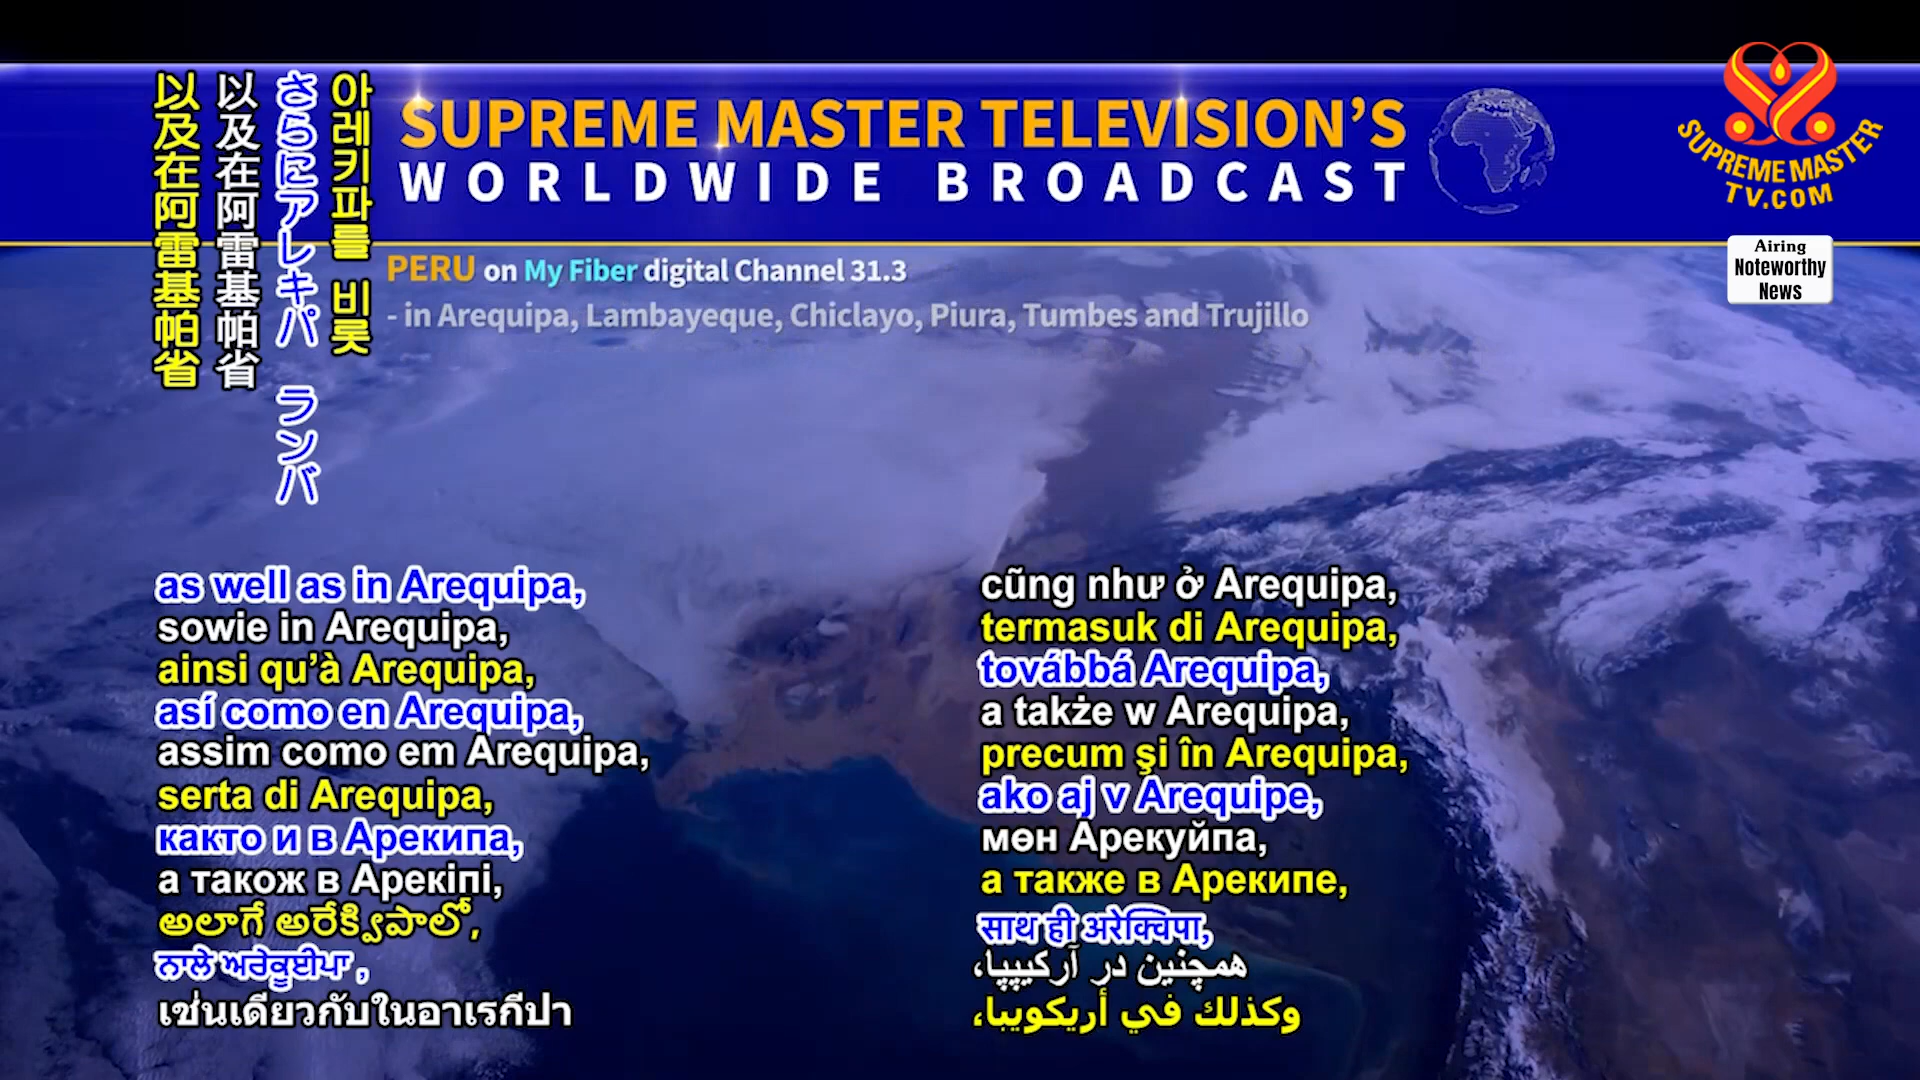 以及在阿雷基帕省
以及在阿雷基帕省
さらにアレキパ ランバ
아레키파를 비롯
SUPREME MASTER TELEVISION’S
WORLDWIDE BROADCAST
SUPREME MASTER
TV.COM
Airing
Noteworthy
News
PERU on My Fiber digital Channel 31.3
- in Arequipa, Lambayeque, Chiclayo, Piura, Tumbes and Trujillo
as well as in Arequipa,
sowie in Arequipa,
ainsi qu’à Arequipa,
así como en Arequipa,
assim como em Arequipa,
serta di Arequipa,
както и в Арекипа,
а також в Арекіпі,
అలాగే అరేక్విపాలో,
ਨਾਲੇ ਅਰੇਕੂਈਪਾ,
เช่นเดียวกับในอาเรกีปา
cũng như ở Arequipa,
termasuk di Arequipa,
továbbá Arequipa,
a także w Arequipa,
precum şi în Arequipa,
ako aj v Arequipe,
мөн Арекуйпа,
а также в Арекипе,
साथ ही अरेक्विपा,
همچنین در آرکیپپا،
وكذلك في أريكويبا،